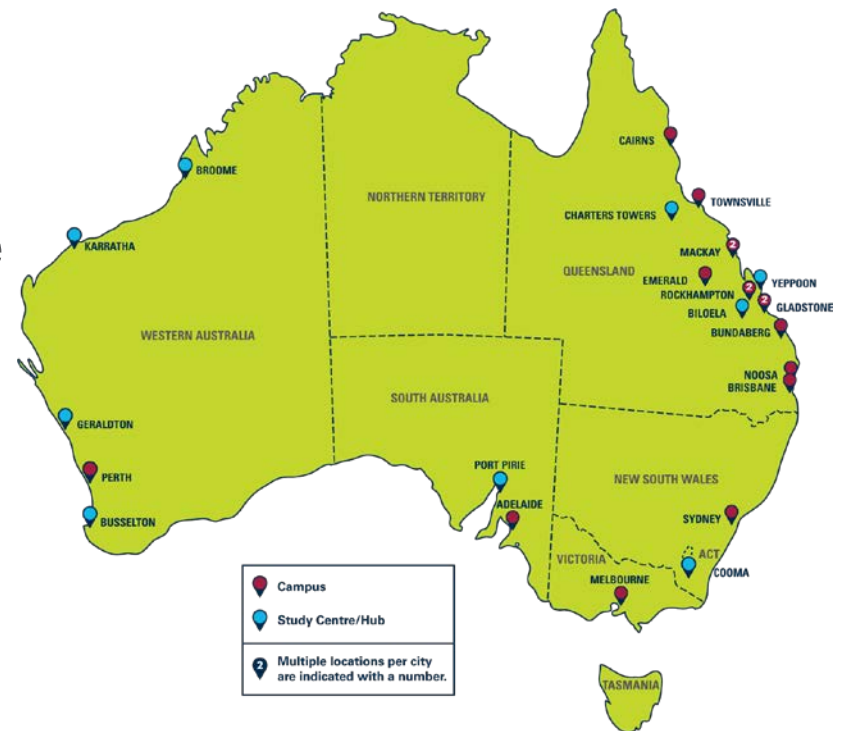 CAIRNS
BROOME
NORTHERN TERRITORY
TOWNSVILLE
CHARTERS TOWERS
KARRATHA
2
MACKAY
QUEENSLAND
EMERALD
YEPPOON
ROCKHAMPTON
2
2
GLADSTONE
BILOELA
BUNDABERG
WESTERN AUSTRALIA
NOOSA
BRISBANE
SOUTH AUSTRALIA
GERALDTON
PORT PIRIE
PERTH
NEW SOUTH WALES
ADELAIDE
SYDNEY
BUSSELTON
VICTORIA
ACT
COOMA
MELBOURNE
Campus
Study Centre/Hub
2
Multiple locations per city
are indicated with a number.
TASMANIA
e